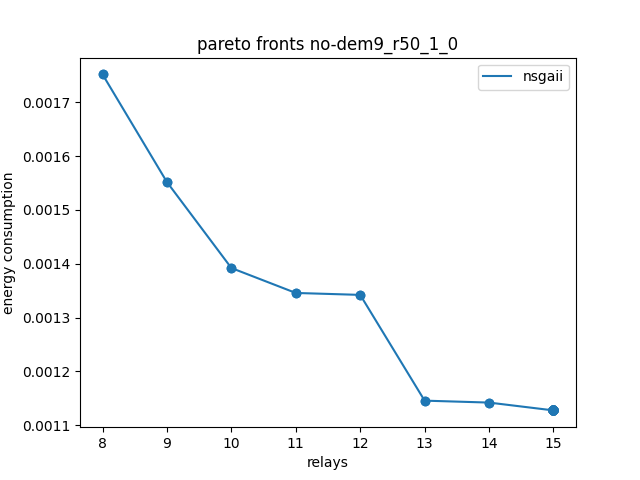 pareto fronts no-dem9_r50_1_0
nsgaii
energy consumption
0.0017
0.0016
0.0015
0.0014
0.0013
0.0012
0.0011
8 9 10 11 12 13 14 15
relays